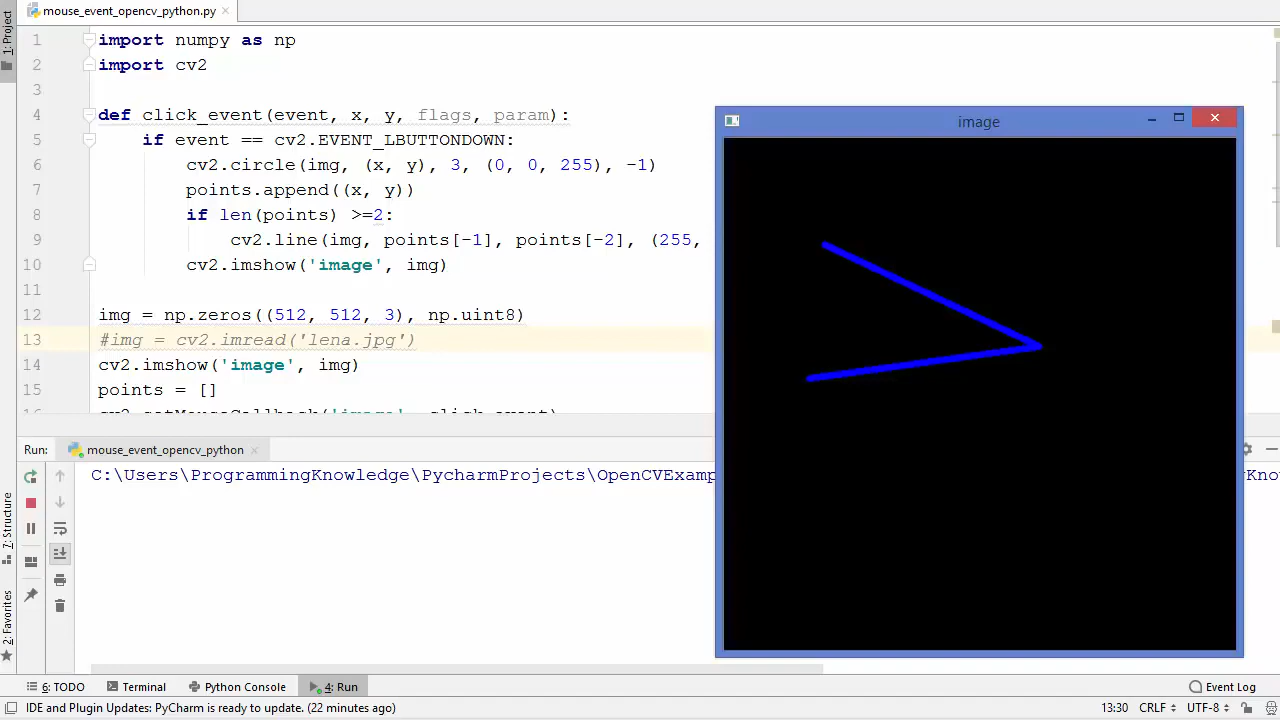 1: Project
mouse_event_opencv_python.py
1 import numpy as np
2 import cv2
3
4 def click_event(event, x, y, flags, param):
5 if event == cv2.EVENT_LBUTTONDOWN:
6 cv2.circle(img, (x, y), 3, (0, 0, 255), -1)
7 points.append((x, y))
8 if len(points) >=2:
9 cv2.line(img, points[-1], points[-2], (255,
10 cv2.imshow('image', img)
11
12 img = np.zeros((512, 512, 3), np.uint8)
13 #img = cv2.imread('lena.jpg')
14 cv2.imshow('image', img)
15 points = []
image
Run: mouse_event_opencv_python
C:\Users\ProgrammingKnowledge\PycharmProjects\OpenCVExamp
7: Structure
2: Favorites
6: TODO Terminal Python Console 4: Run Event Log
IDE and Plugin Updates: PyCharm is ready to update. (22 minutes ago) 13:30 CRLF UTF-8